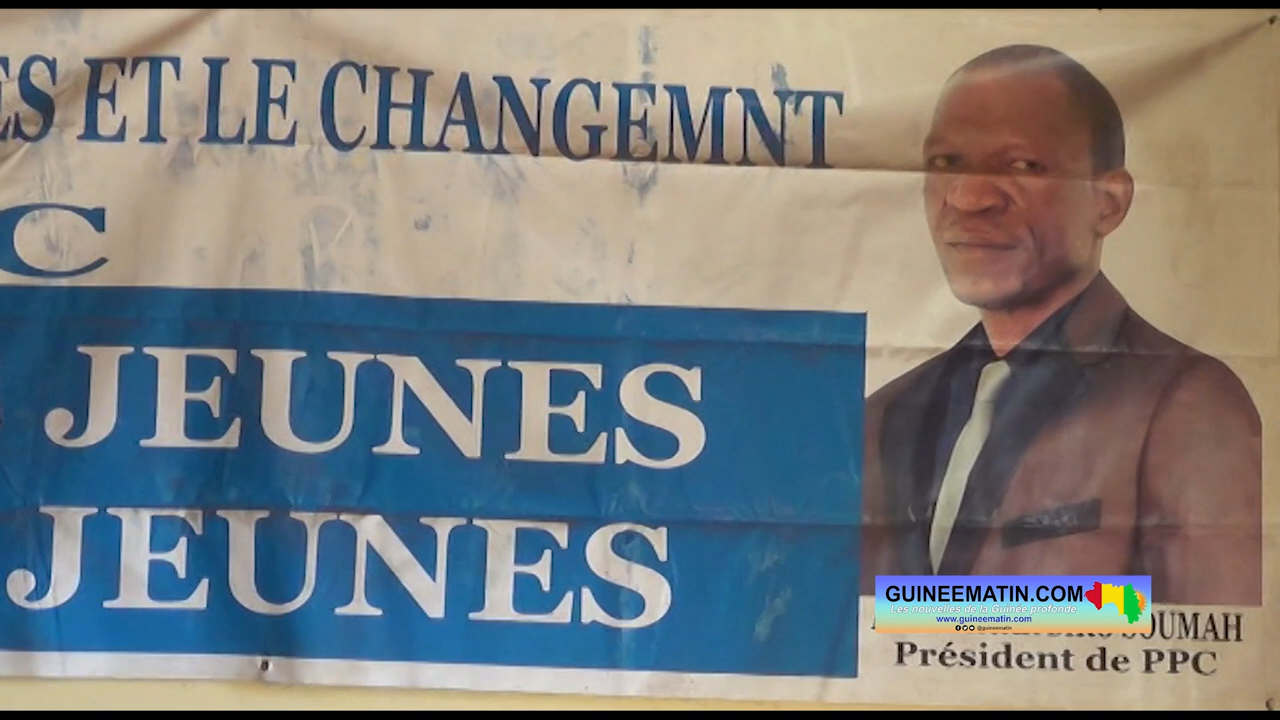 ET LE CHANGEMNT
C
JEUNES
JEUNES
GUINEEMATIN.COM
Les nouvelles de la Guinée profonde
www.guineematin.com
@guineematin
SOUMAH
Président de PPC